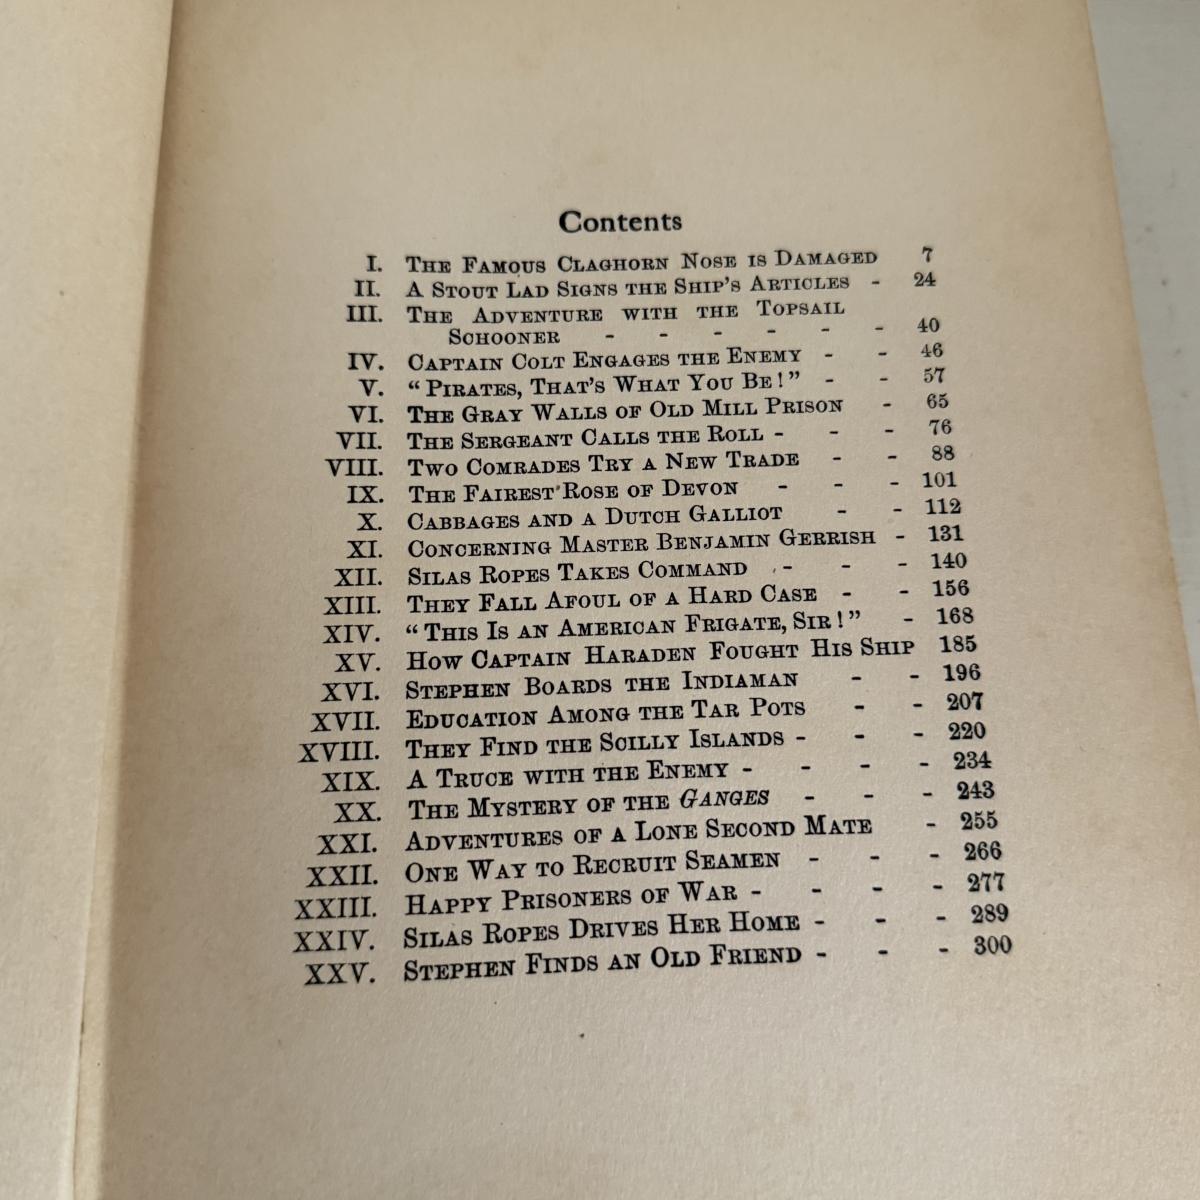 Contents
I. The Famous Claghorn Nose is Damaged 7
II. A Stout Lad Signs the Ship's Articles - 24
III. The Adventure with the Topsail
Schooner - - - - - - 40
IV. Captain Colt Engages the Enemy - - 46
V. "Pirates, That's What You Be!" - - 57
VI. The Gray Walls of Old Mill Prison - 65
VII. The Sergeant Calls the Roll - - - 76
VIII. Two Comrades Try a New Trade - - 88
IX. The Fairest Rose of Devon - - - 101
X. Cabbages and a Dutch Galliot - - 112
XI. Concerning Master Benjamin Gerrish - 131
XII. Silas Ropes Takes Command - - - 140
XIII. They Fall Afoul of a Hard Case - - 156
XIV. "This Is an American Frigate, Sir!" - 168
XV. How Captain Haraden Fought His Ship 185
XVI. Stephen Boards the Indiaman - - 196
XVII. Education Among the Tar Pots - - 207
XVIII. They Find the Scilly Islands - - - 220
XIX. A Truce with the Enemy - - - - 234
XX. The Mystery of the Ganges - - - 243
XXI. Adventures of a Lone Second Mate - 255
XXII. One Way to Recruit Seamen - - - 266
XXIII. Happy Prisoners of War - - - - 277
XXIV. Silas Ropes Drives Her Home - - - 289
XXV. Stephen Finds an Old Friend - - - 300